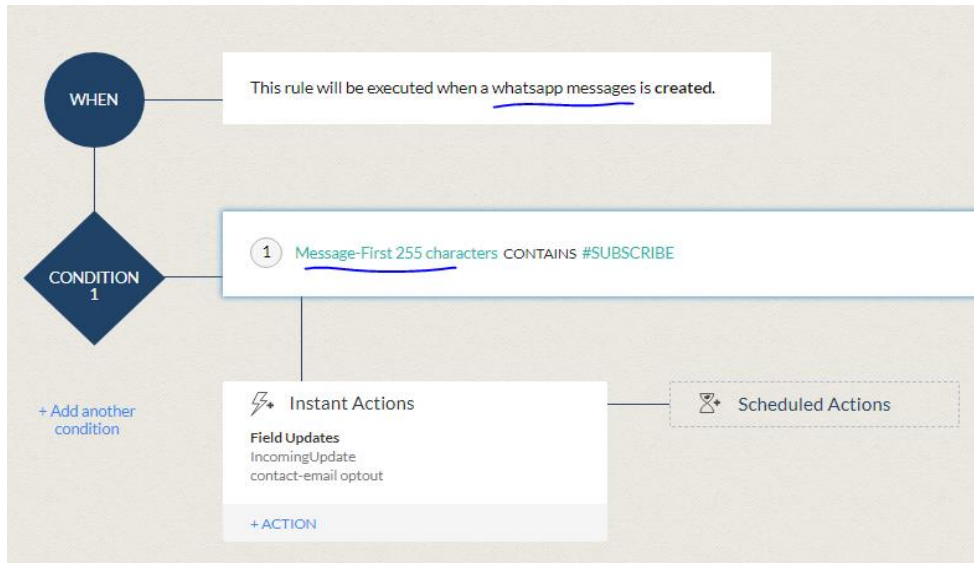 WHEN
This rule will be executed when a whatsapp messages is created.
CONDITION
1
1 Message-First 255 characters CONTAINS #SUBSCRIBE
+ Add another
condition
Instant Actions
Field Updates
IncomingUpdate
contact-email optout
+ ACTION
Scheduled Actions